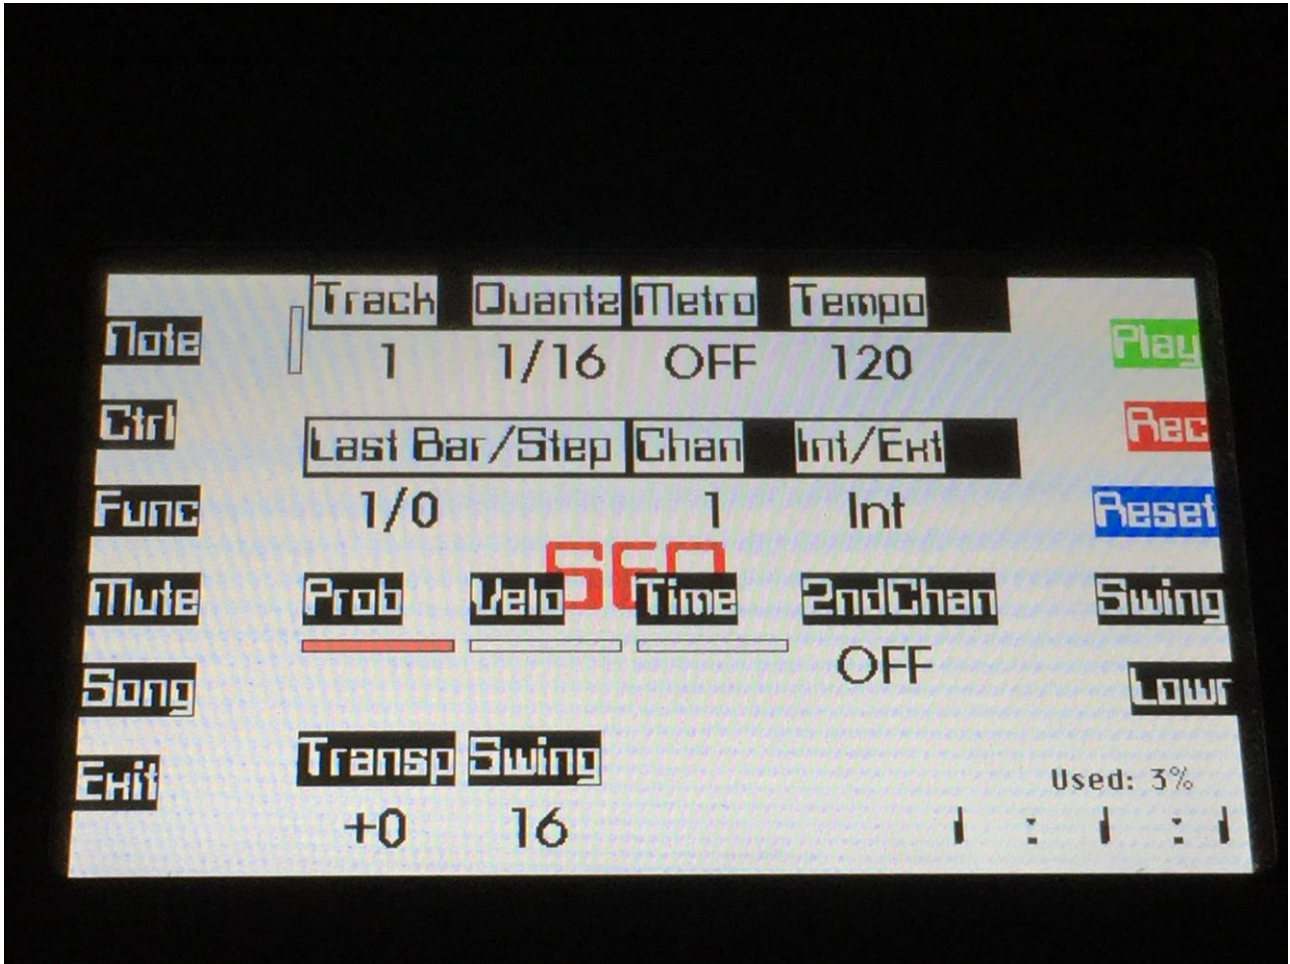 Track Quantz Metro Tempo
Note 1 1/16 OFF 120 Play
Ctrl Last Bar/Step Chan Int/Ext Rec
Func 1/0 1 Int Reset
SEQ
Mute Prob Velo Time 2ndChan Swing
OFF
Song Lowr
Transp Swing
Exit Used: 3%
+0 16 1 : 1 : 1